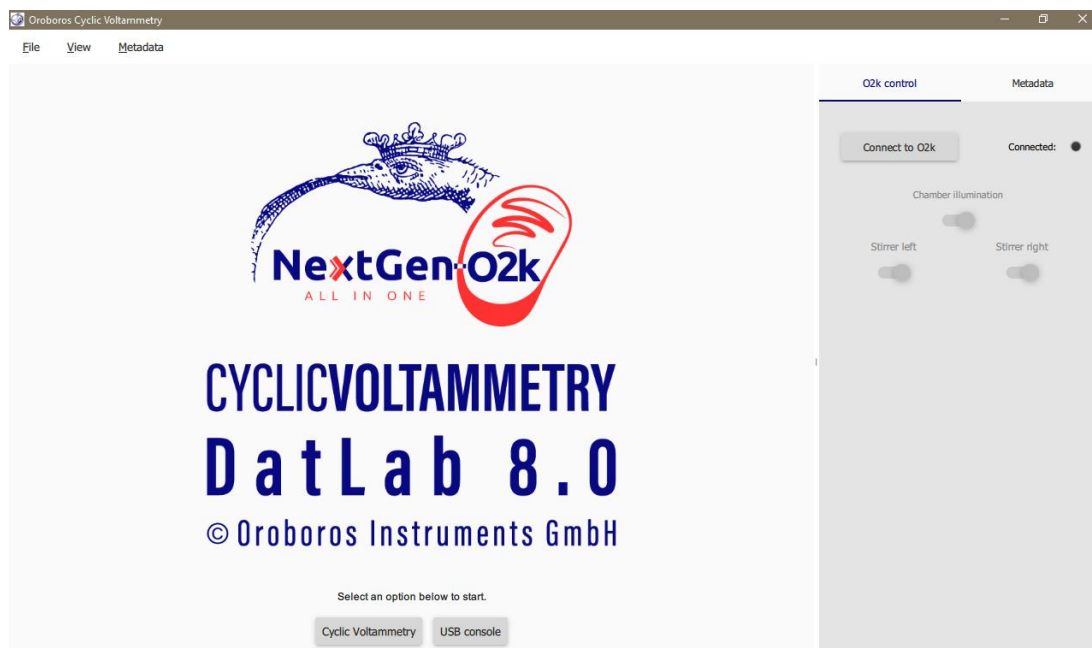 Oroboros Cyclic Voltammetry
File View Metadata
O2k control Metadata
Connect to O2k Connected:
Chamber illumination
Stirrer left Stirrer right
NextGen-O2k
ALL IN ONE
CYCLICVOLTAMMETRY
DatLab 8.0
© Oroboros Instruments GmbH
Select an option below to start.
Cyclic Voltammetry USB console